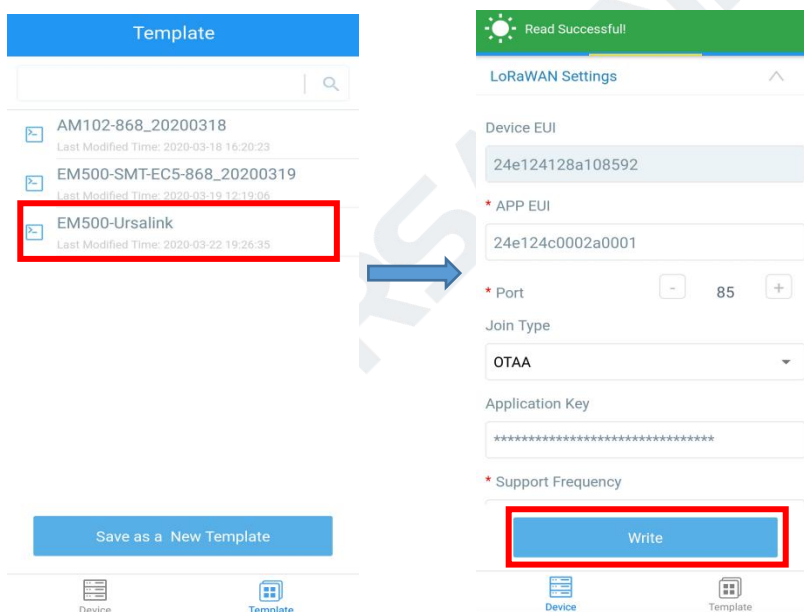 Template
AM102-868_20200318
Last Modified Time: 2020-03-18 16:20:23
EM500-SMT-EC5-868_20200319
Last Modified Time: 2020-03-19 12:19:06
EM500-Ursalink
Last Modified Time: 2020-03-22 19:26:35
Save as a New Template
Device
Template
Read Successful!
LoRaWAN Settings
Device EUI
24e124128a108592
* APP EUI
24e124c0002a0001
* Port
- 85 +
Join Type
OTAA
Application Key
********************************
* Support Frequency
Write
Device
Template